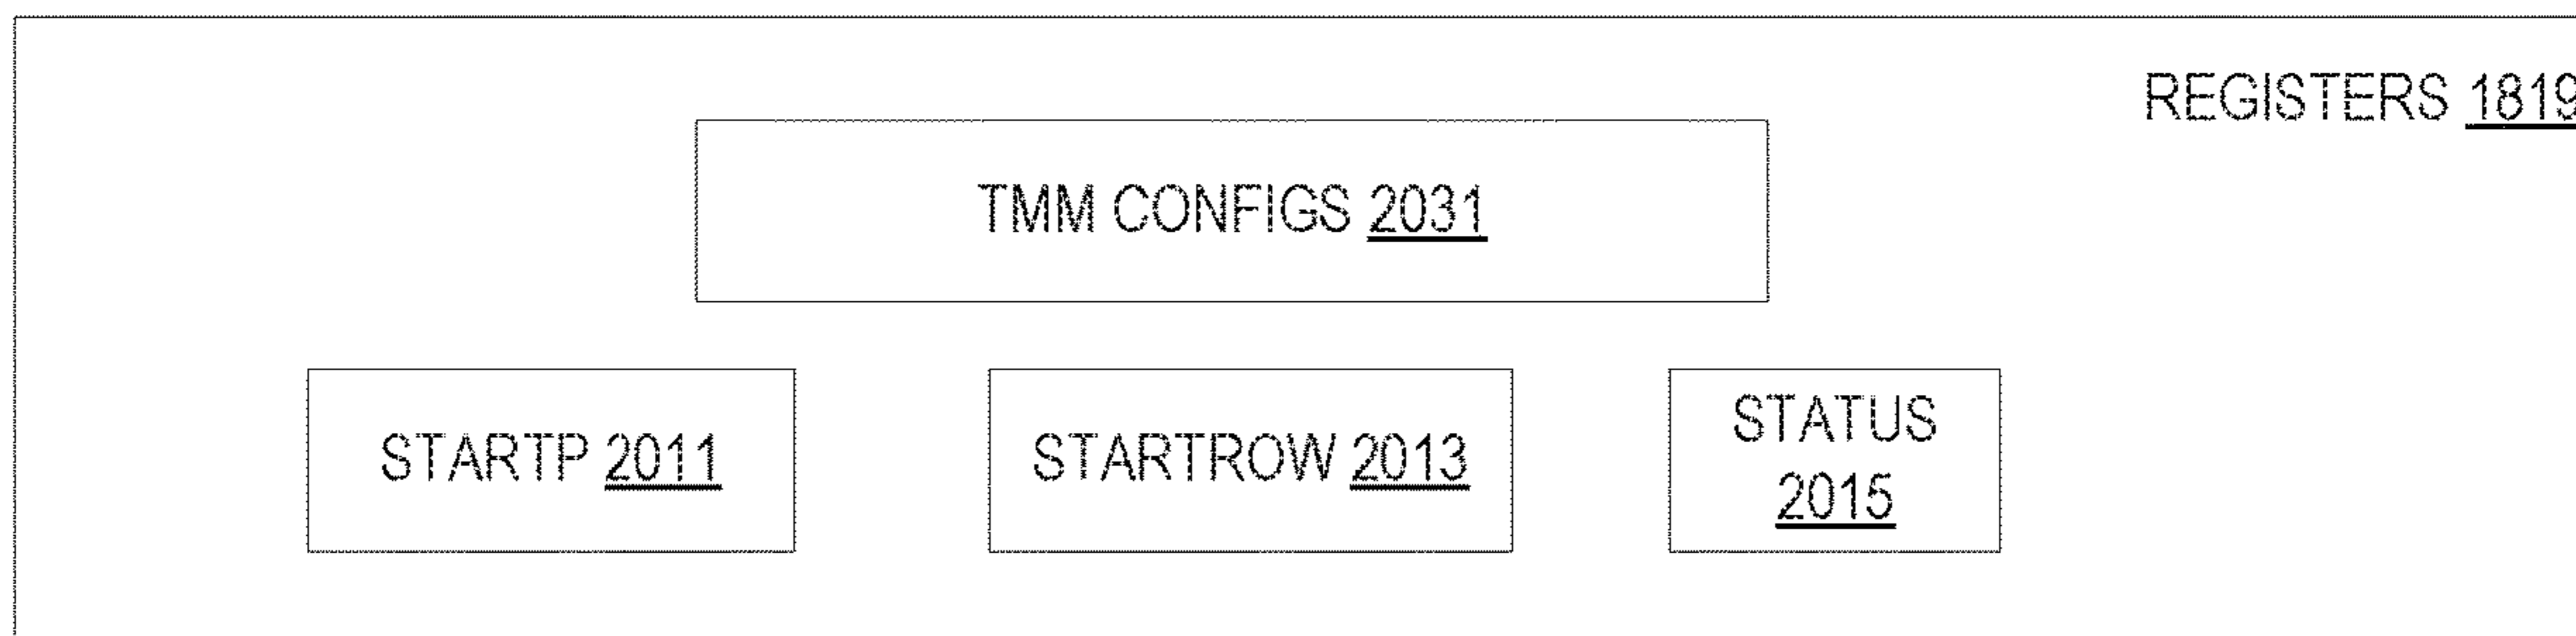 REGISTERS 1819
TMM CONFIGS 2031
STARTP 2011
STARTROW 2013
STATUS
2015